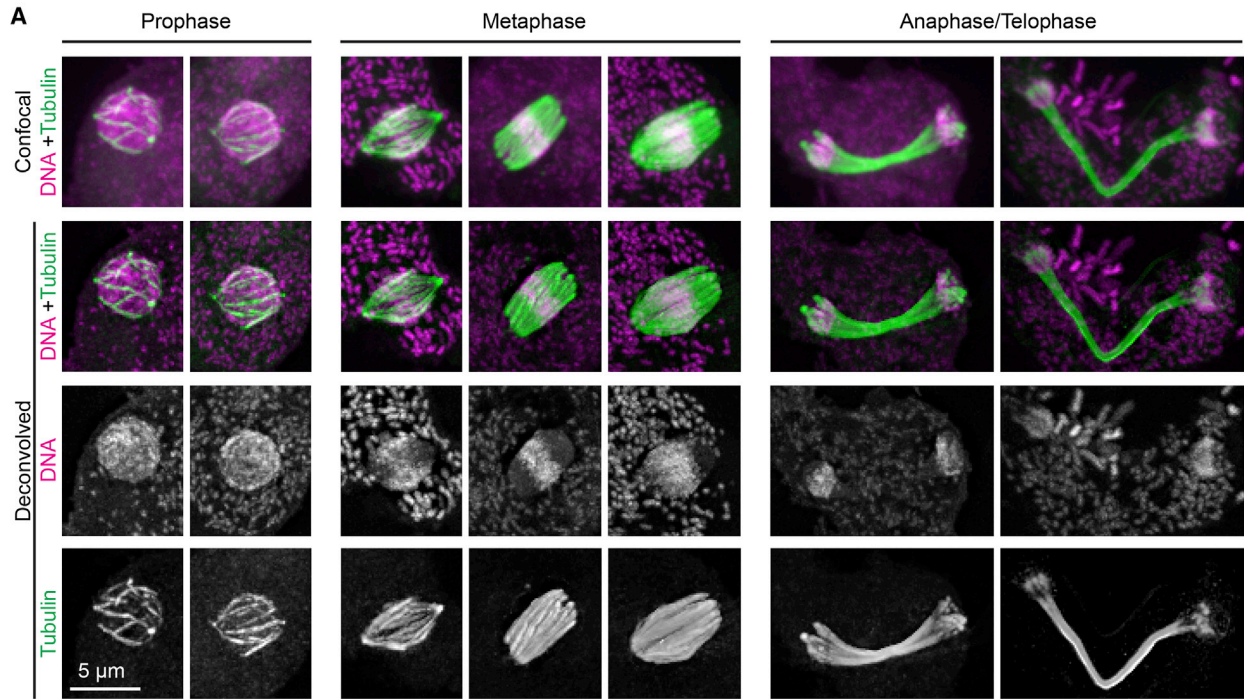 A
Prophase
Metaphase
Anaphase/Telophase
Confocal
DNA +Tubulin
Deconvolved
DNA +Tubulin
DNA
Tubulin
5 μm